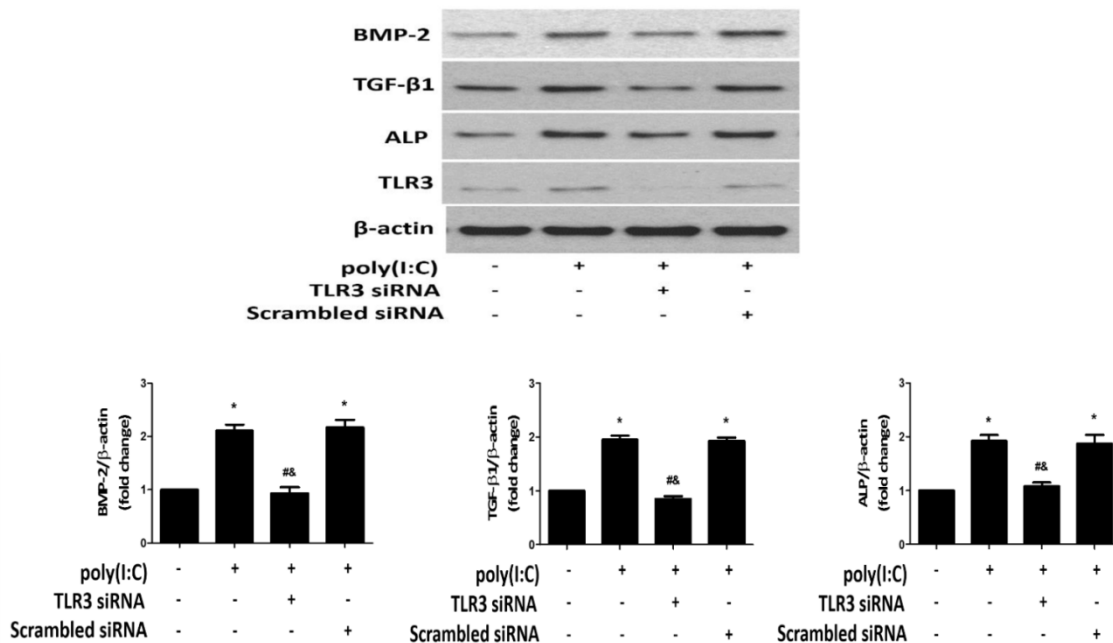 BMP-2
TGF-β1
ALP
TLR3
β-actin
poly(I:C) - + + +
TLR3 siRNA - - + -
Scrambled siRNA - - - +
BMP-2/β-actin
(fold change)
3
2
1
0
* #& *
poly(I:C) - + + +
TLR3 siRNA - - + -
Scrambled siRNA - - - +
TGF-β1/β-actin
(fold change)
3
2
1
0
* #& *
- + + +
TLR3 siRNA - - + -
Scrambled siRNA - - - +
ALP/β-actin
(fold change)
3
2
1
0
* #& *
poly(I:C) - + + +
TLR3 siRNA - - + -
Scrambled siRNA - - - +